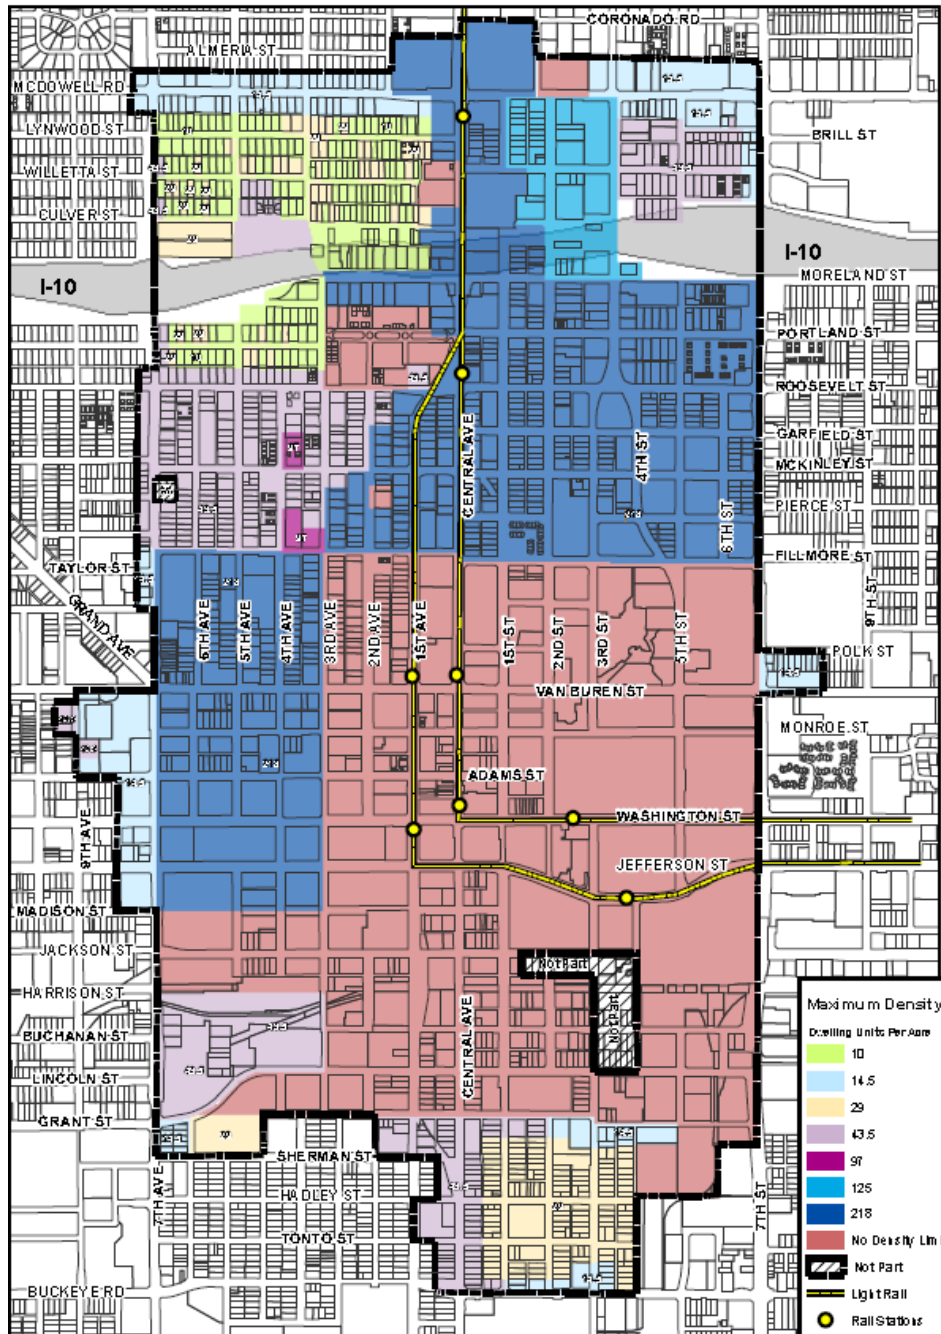 CORONADO RD
ALMERIA ST
MCDOWELL RD
LYNWOOD ST
BRILL ST
WILLETTA ST
CULVER ST
I-10
I-10
MORELAND ST
PORTLAND ST
ROOSEVELT ST
GARFIELD ST
CENTRAL AVE
4TH ST
MCKINLEY ST
PIERCE ST
6TH ST
FILLMORE ST
TAYLOR ST
GRAND AVE
9TH ST
6TH AVE
5TH AVE
4TH AVE
3RD AVE
2ND AVE
1ST AVE
1ST ST
2ND ST
3RD ST
5TH ST
POLK ST
VAN BUREN ST
MONROE ST
ADAMS ST
WASHINGTON ST
9TH AVE
JEFFERSON ST
MADISON ST
JACKSON ST
Not Part
HARRISON ST
Not Part
CENTRAL AVE
BUCHANAN ST
LINCOLN ST
GRANT ST
SHERMAN ST
7TH AVE
HADLEY ST
7TH ST
TONTO ST
BUCKEYE RD
Maximum Density
Dwelling Units Per Acre
10
14.5
29
43.5
97
125
218
No Density Lim
Not Part
Light Rail
Rail Stations